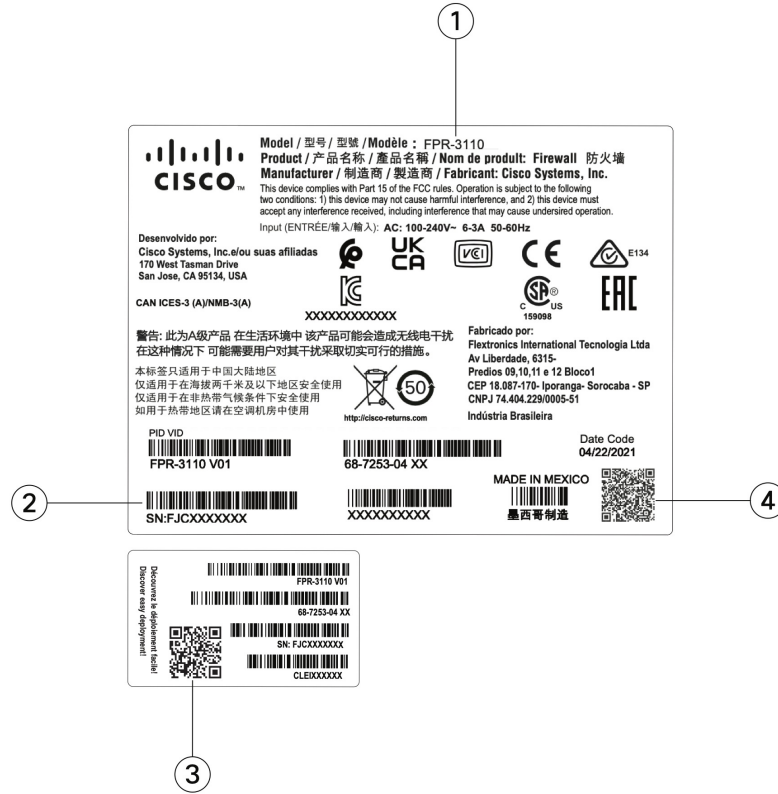 1
CISCO™
Model / 型号 / 型號 /Modèle : FPR-3110
Product / 产品名称 / 產品名稱 / Nom de prodult: Firewall 防火墙
Manufacturer / 制造商 / 製造商 / Fabricant: Cisco Systems, Inc.
This device complies with Part 15 of the FCC rules. Operation is subject to the following
two conditions: 1) this device may not cause harmful interference, and 2) this device must
accept any interference received, including interference that may cause undersired operation.
Input (ENTRÉE/输入/輸入): AC: 100-240V~ 6-3A 50-60Hz
Desenvolvido por:
Cisco Systems, Inc.e/ou suas afiliadas
170 West Tasman Drive
San Jose, CA 95134, USA
UK
CA
VCI
CE
E134
CAN ICES-3 (A)/NMB-3(A)
XXXXXXXXXXXX
C SA ® US
159098
EAC
警告: 此为A级产品 在生活环境中 该产品可能会造成无线电干扰
在这种情况下 可能需要用户对其干扰采取切实可行的措施。
本标签只适用于中国大陆地区
仅适用于在海拔两千米及以下地区安全使用
仅适用于在非热带气候条件下安全使用
如用于热带地区请在空调机房中使用
50
http://cisco-returns.com
Fabricado por:
Flextronics International Tecnologia Ltda
Av Liberdade, 6315-
Predios 09,10,11 e 12 Bloco1
CEP 18.087-170- Iporanga- Sorocaba - SP
CNPJ 74.404.229/0005-51
Indústria Brasileira
PID VID
FPR-3110 V01
68-7253-04 XX
Date Code
04/22/2021
2
SN:FJCXXXXXXX
XXXXXXXXXX
MADE IN MEXICO
墨西哥制造
4
Découvrez le déploiement facile!
Discover easy deployment!
FPR-3110 V01
68-7253-04 XX
SN: FJCXXXXXXX
CLEIXXXXXX
3